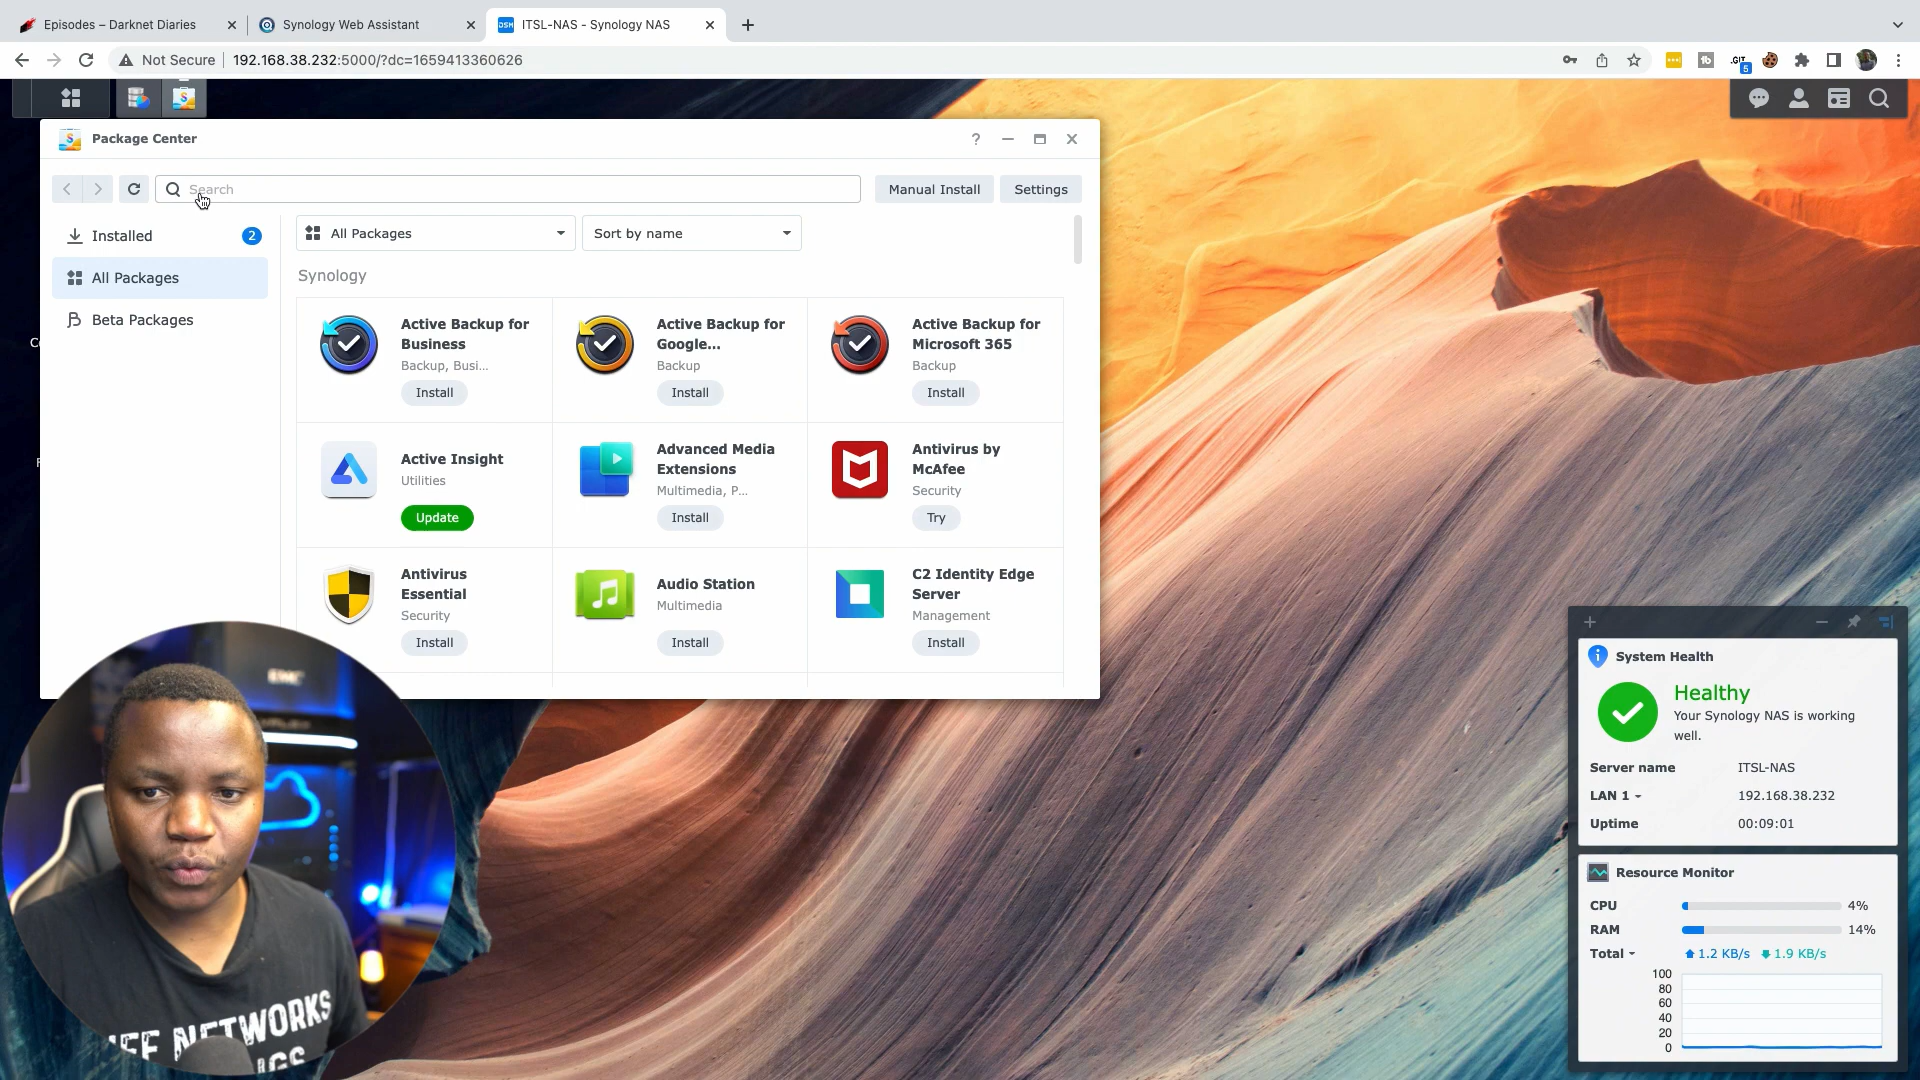 Episodes – Darknet Diaries
Synology Web Assistant
DSM
ITSL-NAS - Synology NAS
Not Secure
192.168.38.232:5000/?dc=1659413360626
.GIT
5
Package Center
Search
Manual Install
Settings
Installed
2
All Packages
Beta Packages
All Packages
Sort by name
Synology
Active Backup for
Business
Backup, Busi...
Install
Active Backup for
Google...
Backup
Install
Active Backup for
Microsoft 365
Backup
Install
Active Insight
Utilities
Update
Advanced Media
Extensions
Multimedia, P...
Install
Antivirus by
McAfee
Security
Try
Antivirus
Essential
Security
Install
Audio Station
Multimedia
Install
C2 Identity Edge
Server
Management
Install
System Health
Healthy
Your Synology NAS is working
well.
Server name
ITSL-NAS
LAN 1
192.168.38.232
Uptime
00:09:01
Resource Monitor
CPU
4%
RAM
14%
Total
1.2 KB/s
1.9 KB/s
100
80
60
40
20
0
NETWORKS